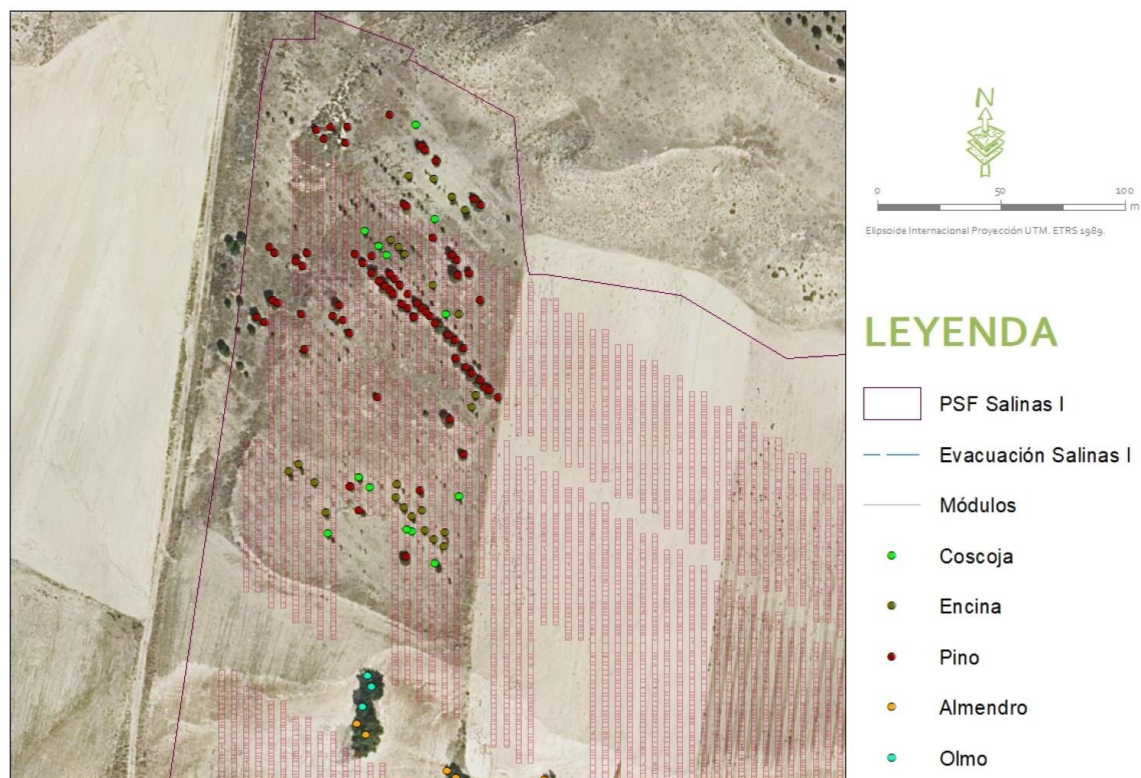 N
0 50 100
m
Elipsoide Internacional Proyección UTM. ETRS 1989.
LEYENDA
PSF Salinas I
Evacuación Salinas I
Módulos
Coscoja
Encina
Pino
Almendro
Olmo